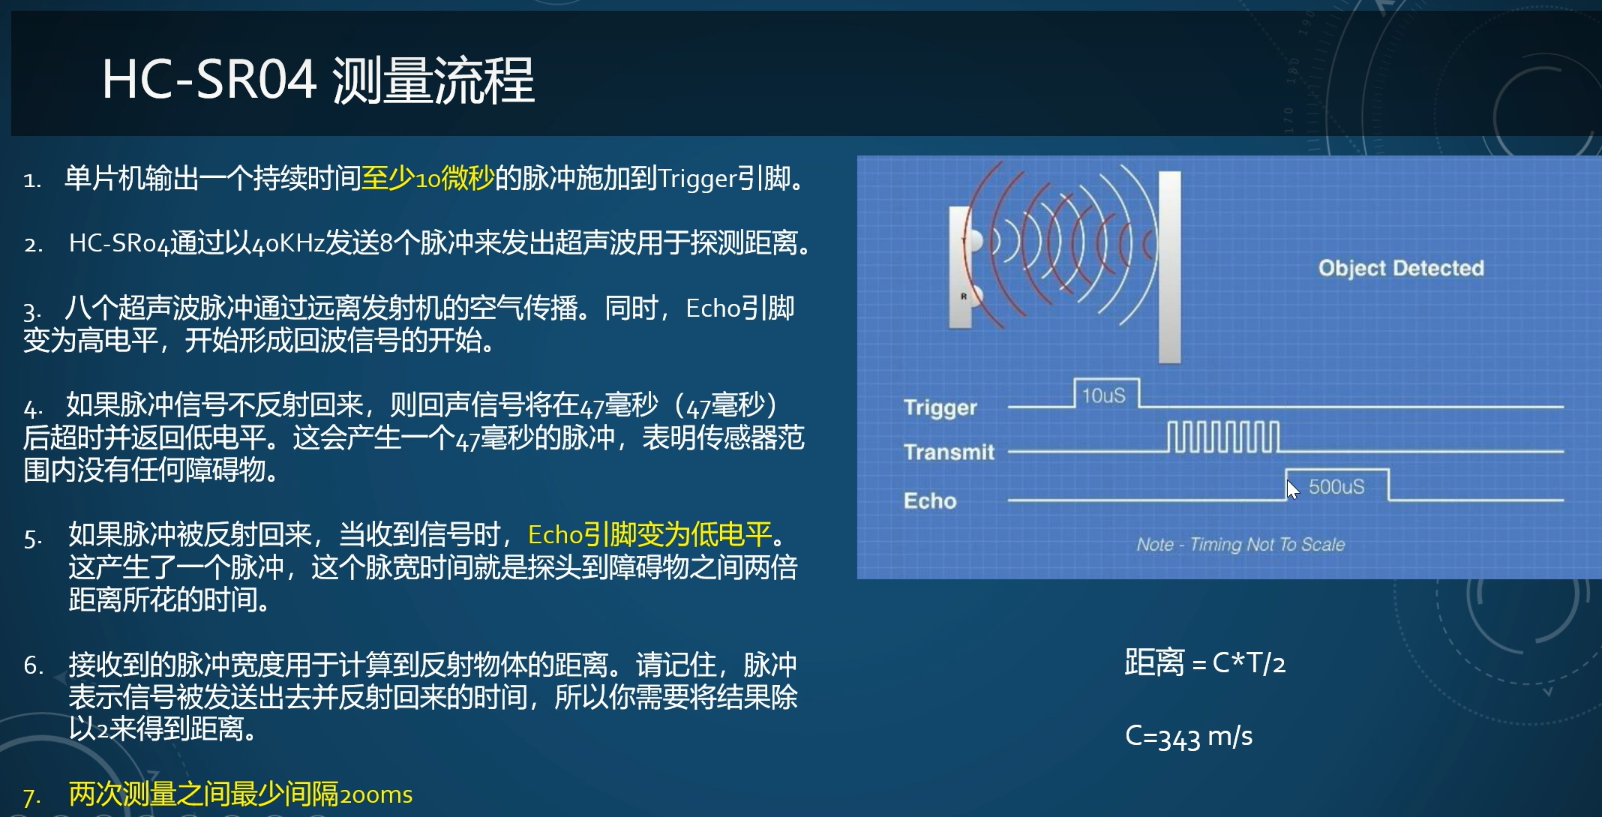 HC-SR04 测量流程
1. 单片机输出一个持续时间至少10微秒的脉冲施加到Trigger引脚。
2. HC-SR04通过以40KHz发送8个脉冲来发出超声波用于探测距离。
3. 八个超声波脉冲通过远离发射机的空气传播。同时，Echo引脚
变为高电平，开始形成回波信号的开始。
4. 如果脉冲信号不反射回来，则回声信号将在47毫秒（47毫秒）
后超时并返回低电平。这会产生一个47毫秒的脉冲，表明传感器范
围内没有任何障碍物。
5. 如果脉冲被反射回来，当收到信号时，Echo引脚变为低电平。
这产生了一个脉冲，这个脉宽时间就是探头到障碍物之间两倍
距离所花的时间。
6. 接收到的脉冲宽度用于计算到反射物体的距离。请记住，脉冲
表示信号被发送出去并反射回来的时间，所以你需要将结果除
以2来得到距离。
7. 两次测量之间最少间隔200ms
T
R
Object Detected
Trigger
10uS
Transmit
Echo
500uS
Note - Timing Not To Scale
距离 = C*T/2
C=343 m/s
190
180
170